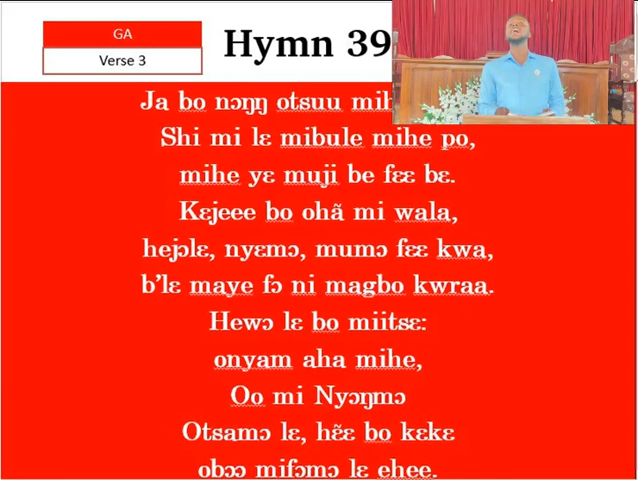 GA
Verse 3
Hymn 39
Ja bo nɔŋŋ otsuu
Shi mi lɛ mibule mihe po,
mihe yɛ muji be fɛɛ bɛ.
Kɛjeee bo ohã mi wala,
hejɔlɛ, nyɛmɔ, mumɔ fɛɛ kwa,
b’lɛ maye fɔ ni magbo kwraa.
Hewɔ lɛ bo miitsɛ:
onyam aha mihe,
Oo mi Nyɔŋmɔ
Otsamɔ lɛ, hɛ̃ɛ bo kɛkɛ
obɔɔ mifɔmɔ lɛ ehee.